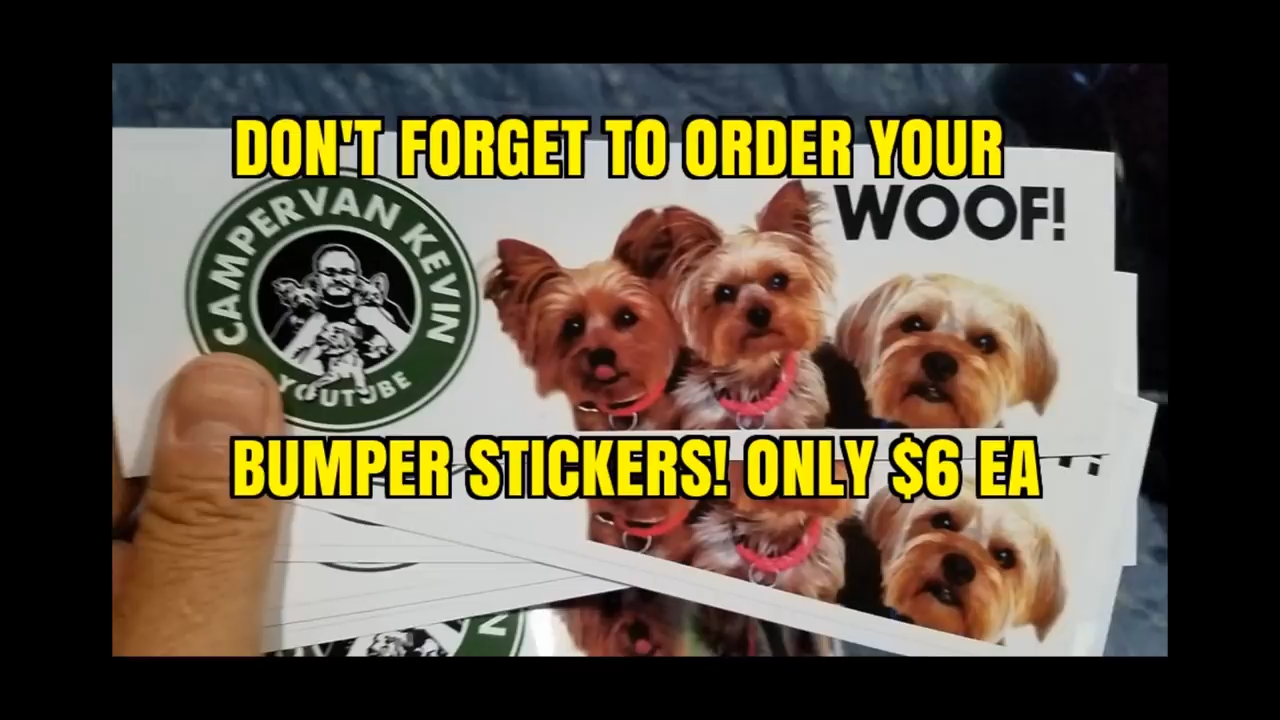 DON'T FORGET TO ORDER YOUR
CAMPERVAN KEVIN
WOOF!
YOUTUBE
BUMPER STICKERS! ONLY $6 EA